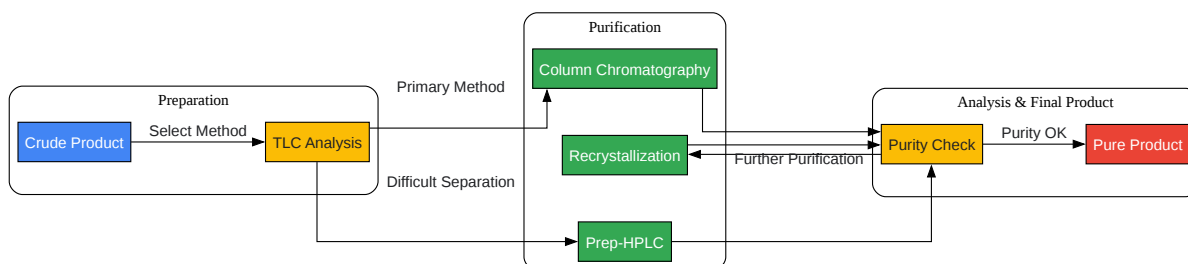 Purification
Column Chromatography
Primary Method
Preparation
Analysis & Final Product
Select Method
Purity OK
Crude Product
TLC Analysis
Recrystallization
Further Purification
Purity Check
Pure Product
Difficult Separation
Prep-HPLC